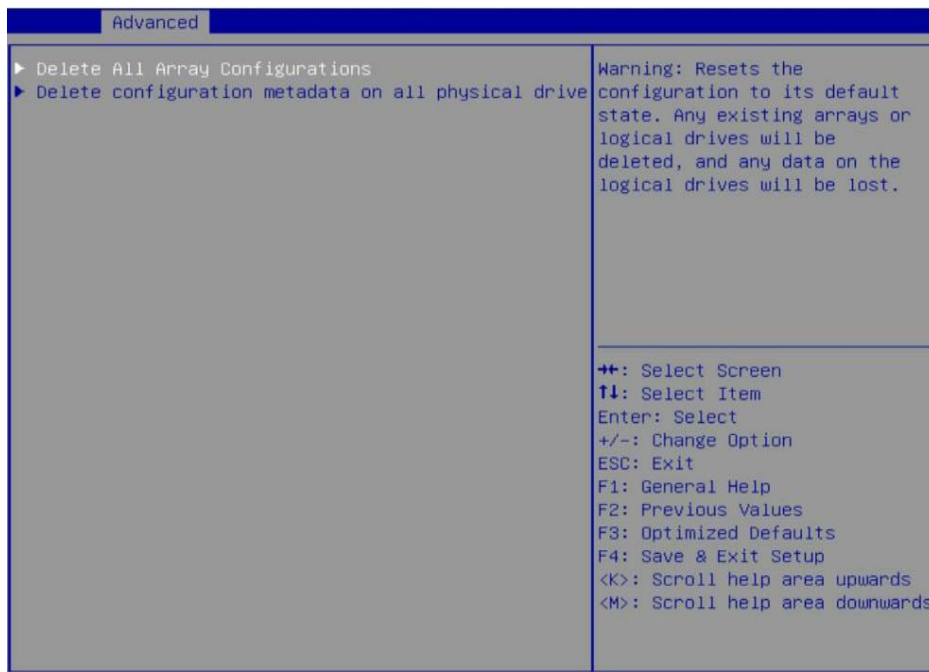 Advanced
▶ Delete All Array Configurations
▶ Delete configuration metadata on all physical drive
Warning: Resets the
configuration to its default
state. Any existing arrays or
logical drives will be
deleted, and any data on the
logical drives will be lost.
→←: Select Screen
↑↓: Select Item
Enter: Select
+/-: Change Option
ESC: Exit
F1: General Help
F2: Previous Values
F3: Optimized Defaults
F4: Save & Exit Setup
<K>: Scroll help area upwards
<M>: Scroll help area downwards